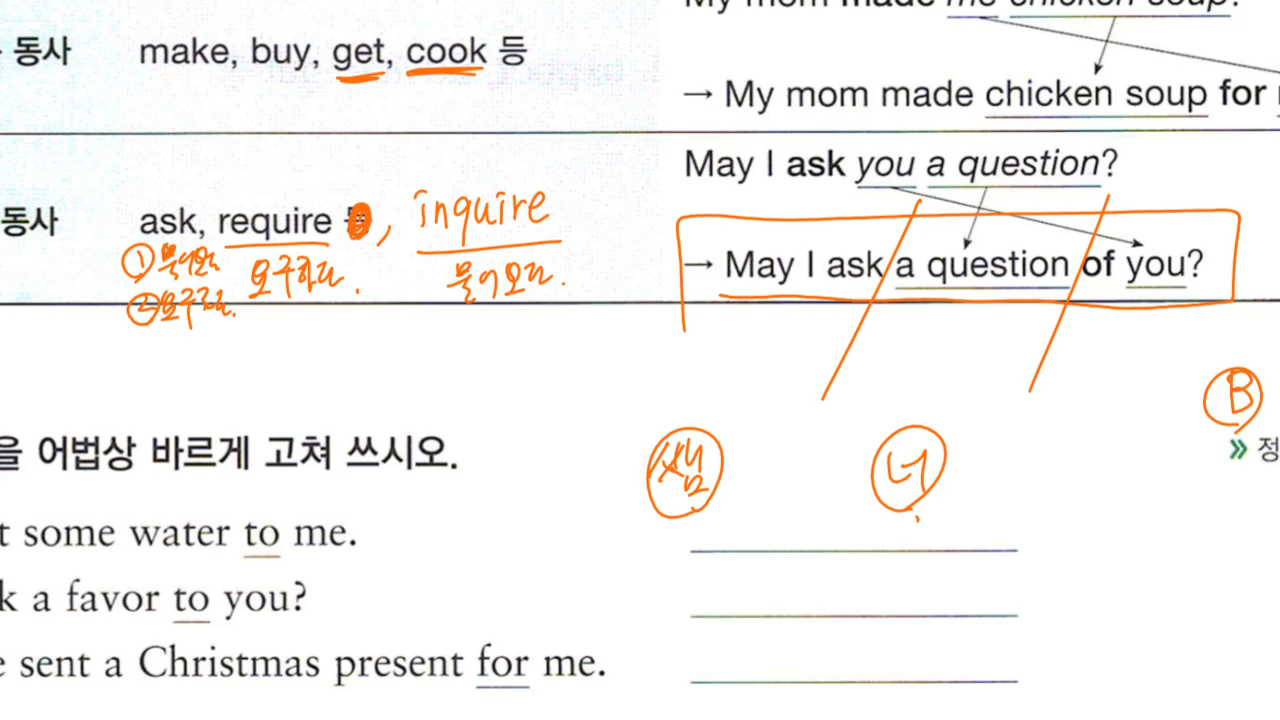 My mom made me chicken soup.
동사 make, buy, get, cook 등
→ My mom made chicken soup for
May I ask you a question?
동사 ask, require , inquire
① 물어보다 요구하다. 물어보다.
② 요구하다.
→ May I ask a question of you?
B
을 어법상 바르게 고쳐 쓰시오.
쌤 너
» 정
t some water to me.
k a favor to you?
e sent a Christmas present for me.